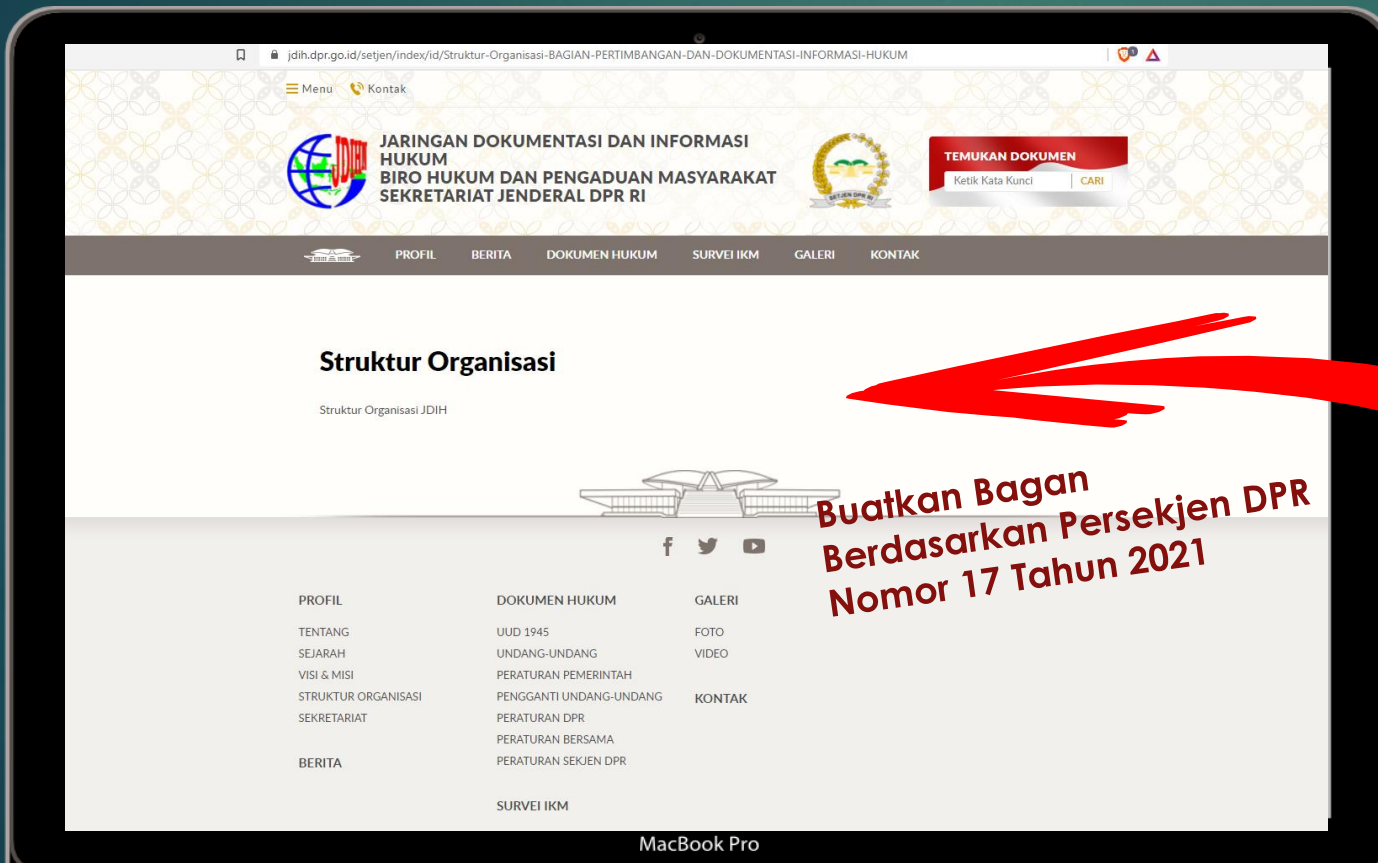 jdih.dpr.go.id/setjen/index/id/Struktur-Organisasi-BAGIAN-PERTIMBANGAN-DAN-DOKUMENTASI-INFORMASI-HUKUM
Menu Kontak
JDIH
JARINGAN DOKUMENTASI DAN INFORMASI
HUKUM
BIRO HUKUM DAN PENGADUAN MASYARAKAT
SEKRETARIAT JENDERAL DPR RI
SETJEN DPR RI
TEMUKAN DOKUMEN
Ketik Kata Kunci CARI
PROFIL BERITA DOKUMEN HUKUM SURVEI IKM GALERI KONTAK
Struktur Organisasi
Struktur Organisasi JDIH
Buatkan Bagan
Berdasarkan Persekjen DPR
Nomor 17 Tahun 2021
PROFIL
TENTANG
SEJARAH
VISI & MISI
STRUKTUR ORGANISASI
SEKRETARIAT
BERITA
DOKUMEN HUKUM
UUD 1945
UNDANG-UNDANG
PERATURAN PEMERINTAH
PENGGANTI UNDANG-UNDANG
PERATURAN DPR
PERATURAN BERSAMA
PERATURAN SEKJEN DPR
SURVEI IKM
GALERI
FOTO
VIDEO
KONTAK
MacBook Pro